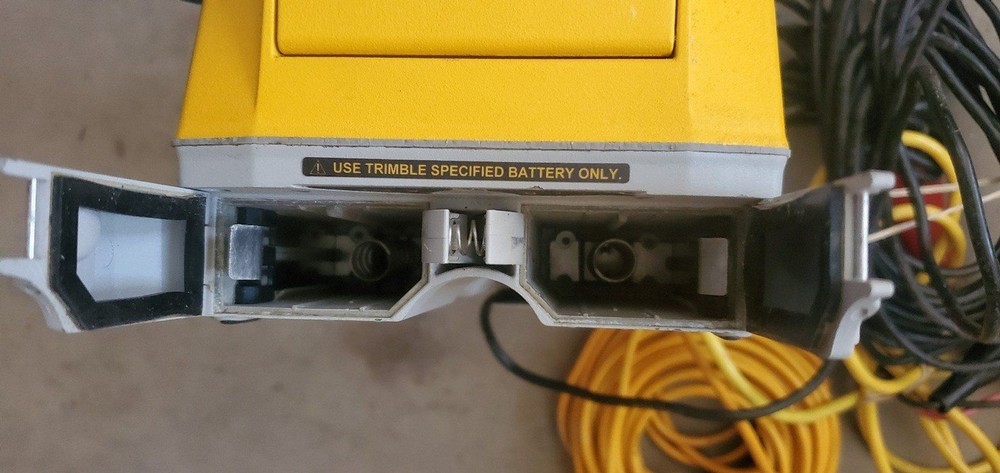 USE TRIMBLE SPECIFIED BATTERY ONLY.